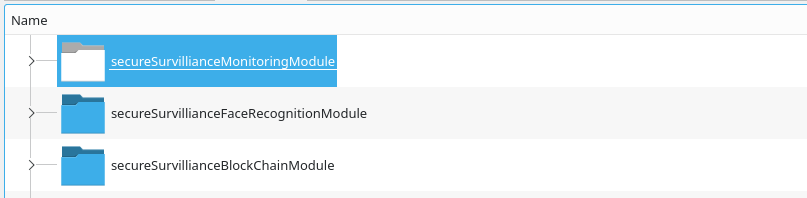 Name
secureSurvillianceMonitoringModule
secureSurvillianceFaceRecognitionModule
secureSurvillianceBlockChainModule